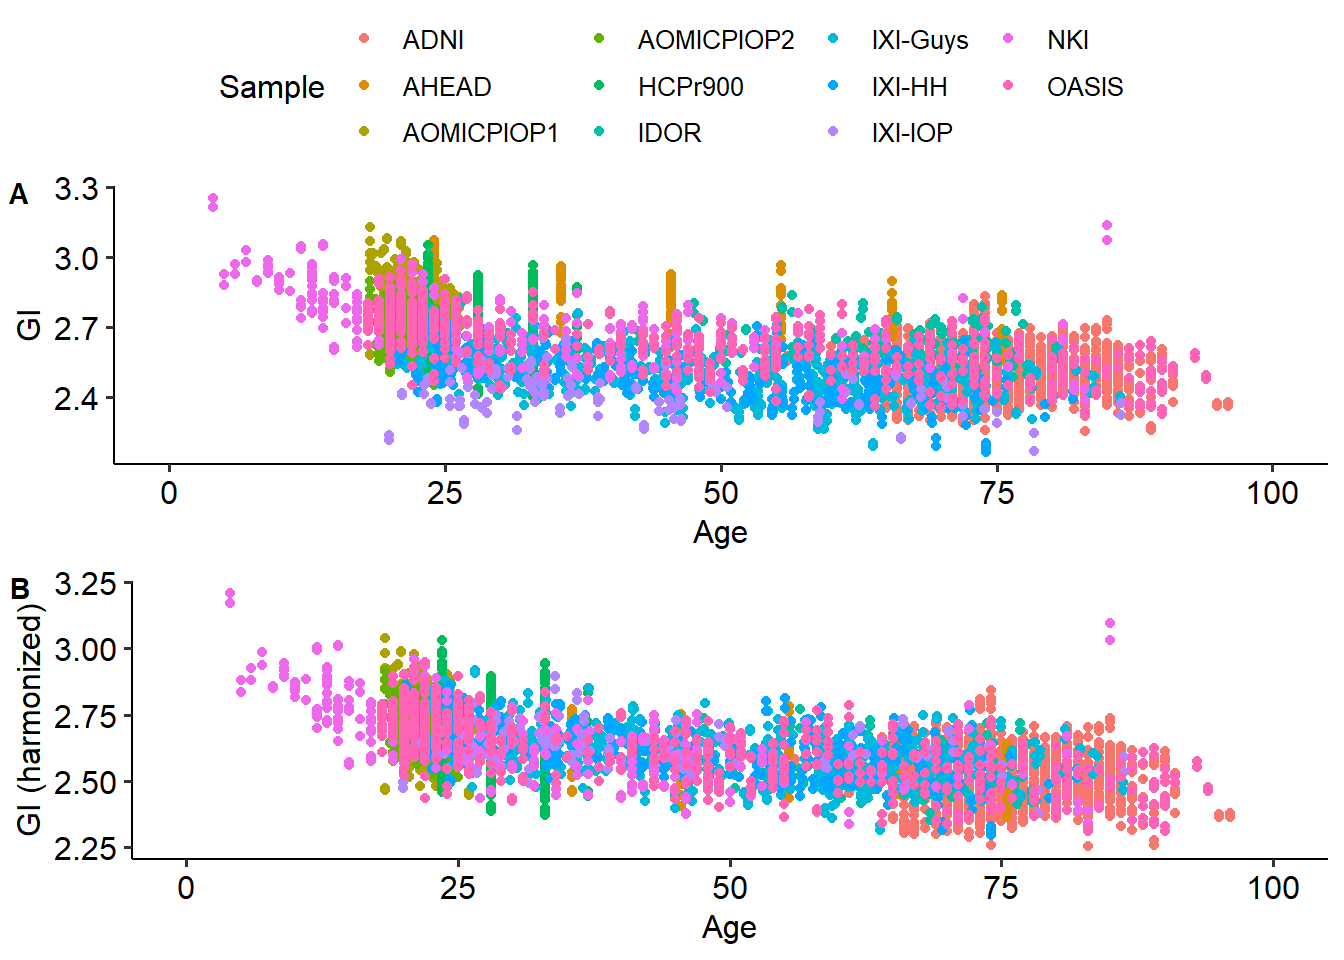 Sample
ADNI
AHEAD
AOMICPIOP1
AOMICPIOP2
HCPr900
IDOR
IXI-Guys
IXI-HH
IXI-IOP
NKI
OASIS
A
GI
3.3
3.0
2.7
2.4
0 25 50 75 100
Age
B
GI (harmonized)
3.25
3.00
2.75
2.50
2.25
0 25 50 75 100
Age